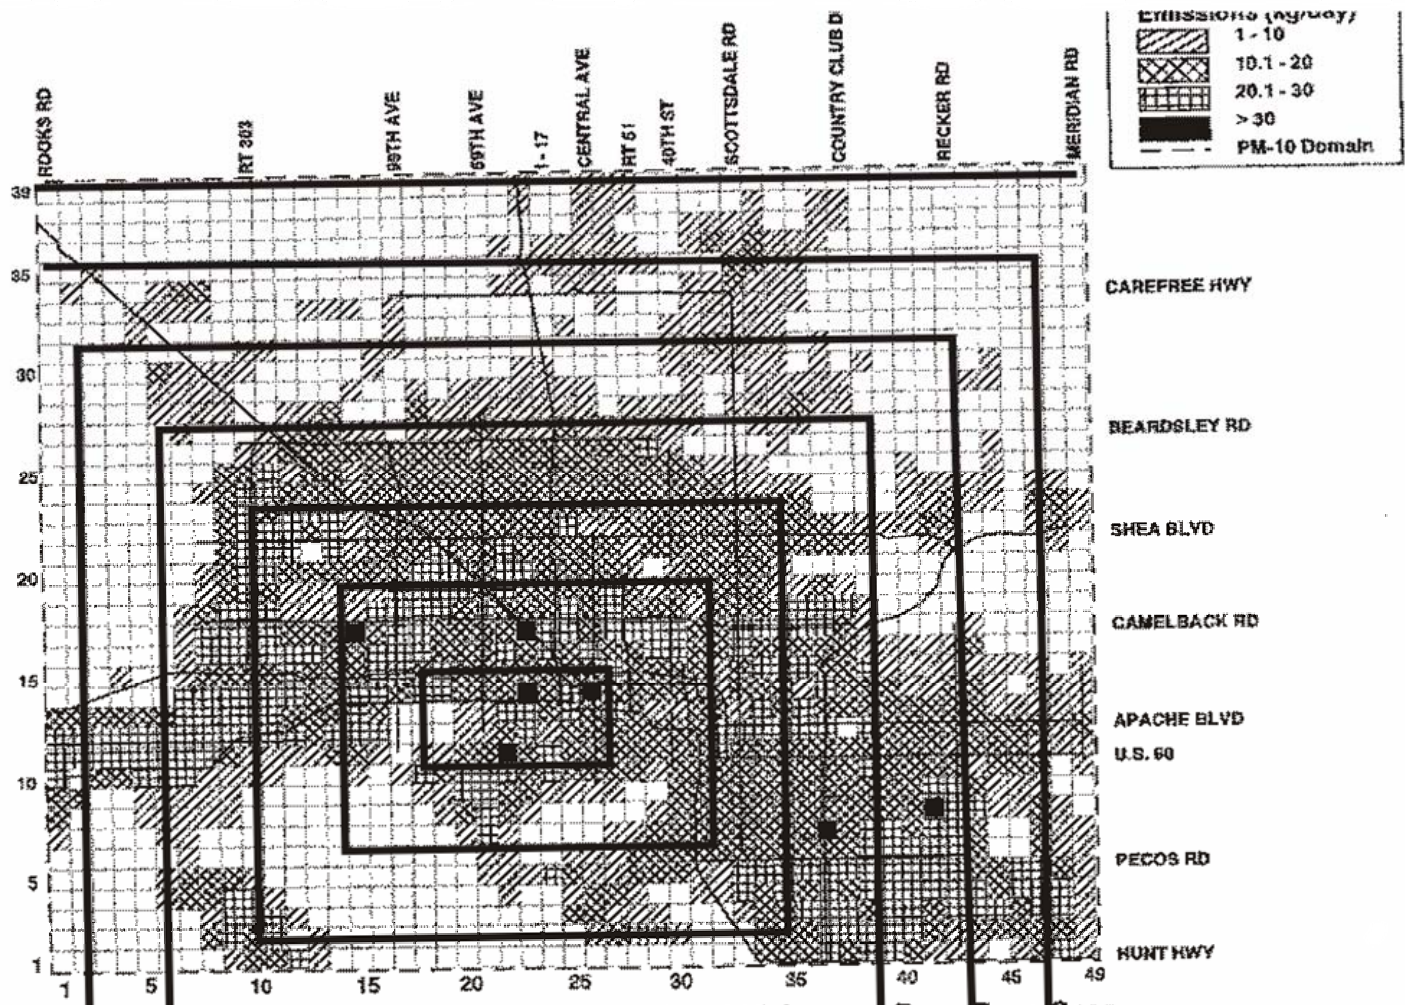 Emissions (kg/day)
1 - 10
10.1 - 20
20.1 - 30
> 30
PM-10 Domain
ROOKS RD
RT 303
99TH AVE
59TH AVE
I - 17
CENTRAL AVE
RT 51
40TH ST
SCOTTSDALE RD
COUNTRY CLUB D
RECKER RD
MERIDIAN RD
39
35
30
25
20
15
10
5
1
CAREFREE HWY
BEARDSLEY RD
SHEA BLVD
CAMELBACK RD
APACHE BLVD
U.S. 60
PECOS RD
HUNT HWY
1 5 10 15 20 25 30 35 40 45 49